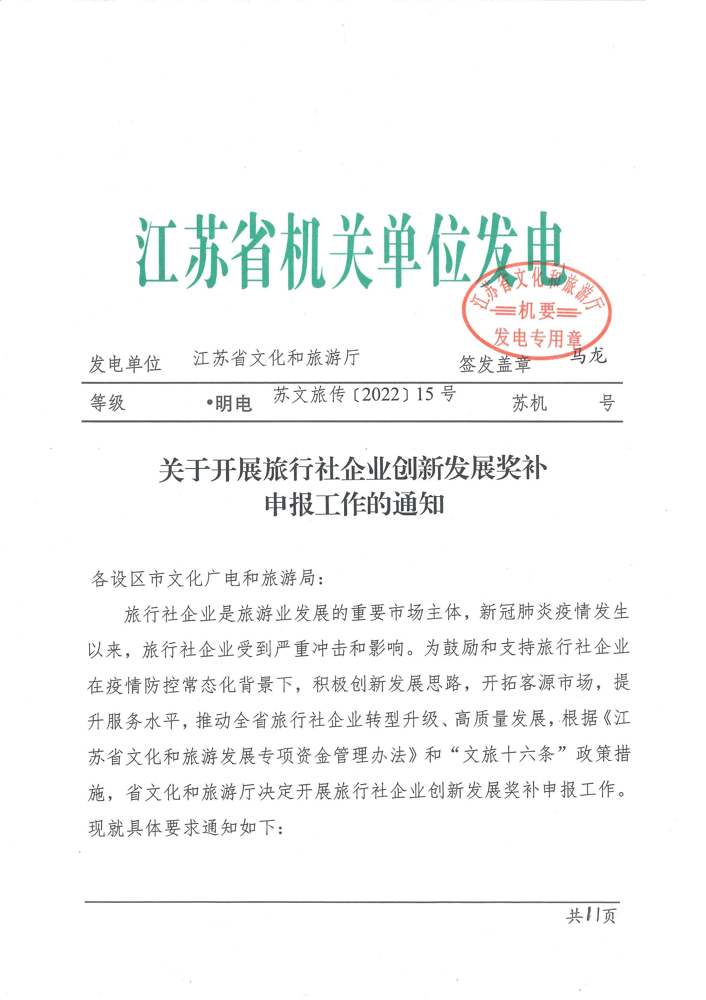 江苏省机关单位发电
江苏省文化和旅游厅
机要
发电专用章
发电单位 江苏省文化和旅游厅 签发盖章 马龙
等级 ·明电 苏文旅传〔2022〕15号 苏机 号
关于开展旅行社企业创新发展奖补
申报工作的通知
各设区市文化广电和旅游局：
旅行社企业是旅游业发展的重要市场主体，新冠肺炎疫情发生
以来，旅行社企业受到严重冲击和影响。为鼓励和支持旅行社企业
在疫情防控常态化背景下，积极创新发展思路，开拓客源市场，提
升服务水平，推动全省旅行社企业转型升级、高质量发展，根据《江
苏省文化和旅游发展专项资金管理办法》和“文旅十六条”政策措
施，省文化和旅游厅决定开展旅行社企业创新发展奖补申报工作。
现就具体要求通知如下：
共11页